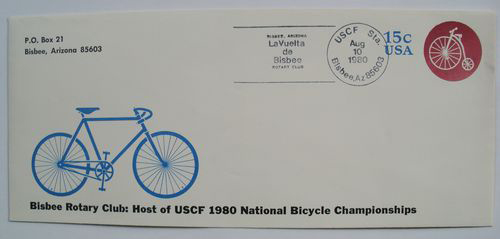 P.O. Box 21
Bisbee, Arizona 85603
BISBEE, ARIZONA
LaVuelta
de
Bisbee
ROTARY CLUB
USCF Sta.
Aug
10
1980
Bisbee, Az 85603
15c
USA
Bisbee Rotary Club: Host of USCF 1980 National Bicycle Championships